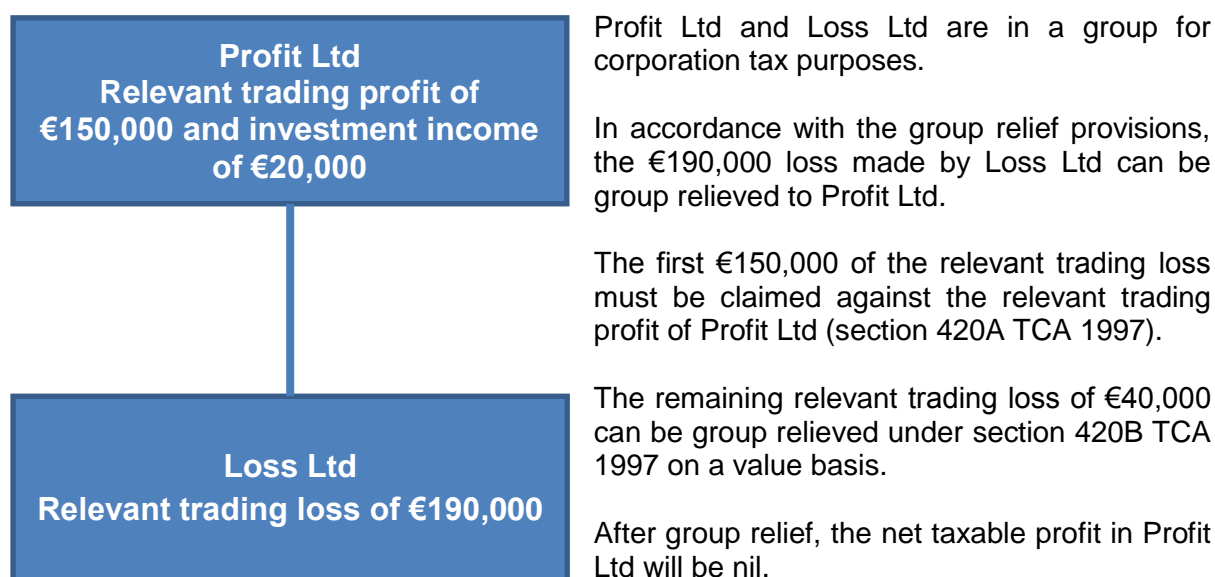 Profit Ltd
Relevant trading profit of
€150,000 and investment income
of €20,000
Loss Ltd
Relevant trading loss of €190,000
Profit Ltd and Loss Ltd are in a group for
corporation tax purposes.
In accordance with the group relief provisions,
the €190,000 loss made by Loss Ltd can be
group relieved to Profit Ltd.
The first €150,000 of the relevant trading loss
must be claimed against the relevant trading
profit of Profit Ltd (section 420A TCA 1997).
The remaining relevant trading loss of €40,000
can be group relieved under section 420B TCA
1997 on a value basis.
After group relief, the net taxable profit in Profit
Ltd will be nil.